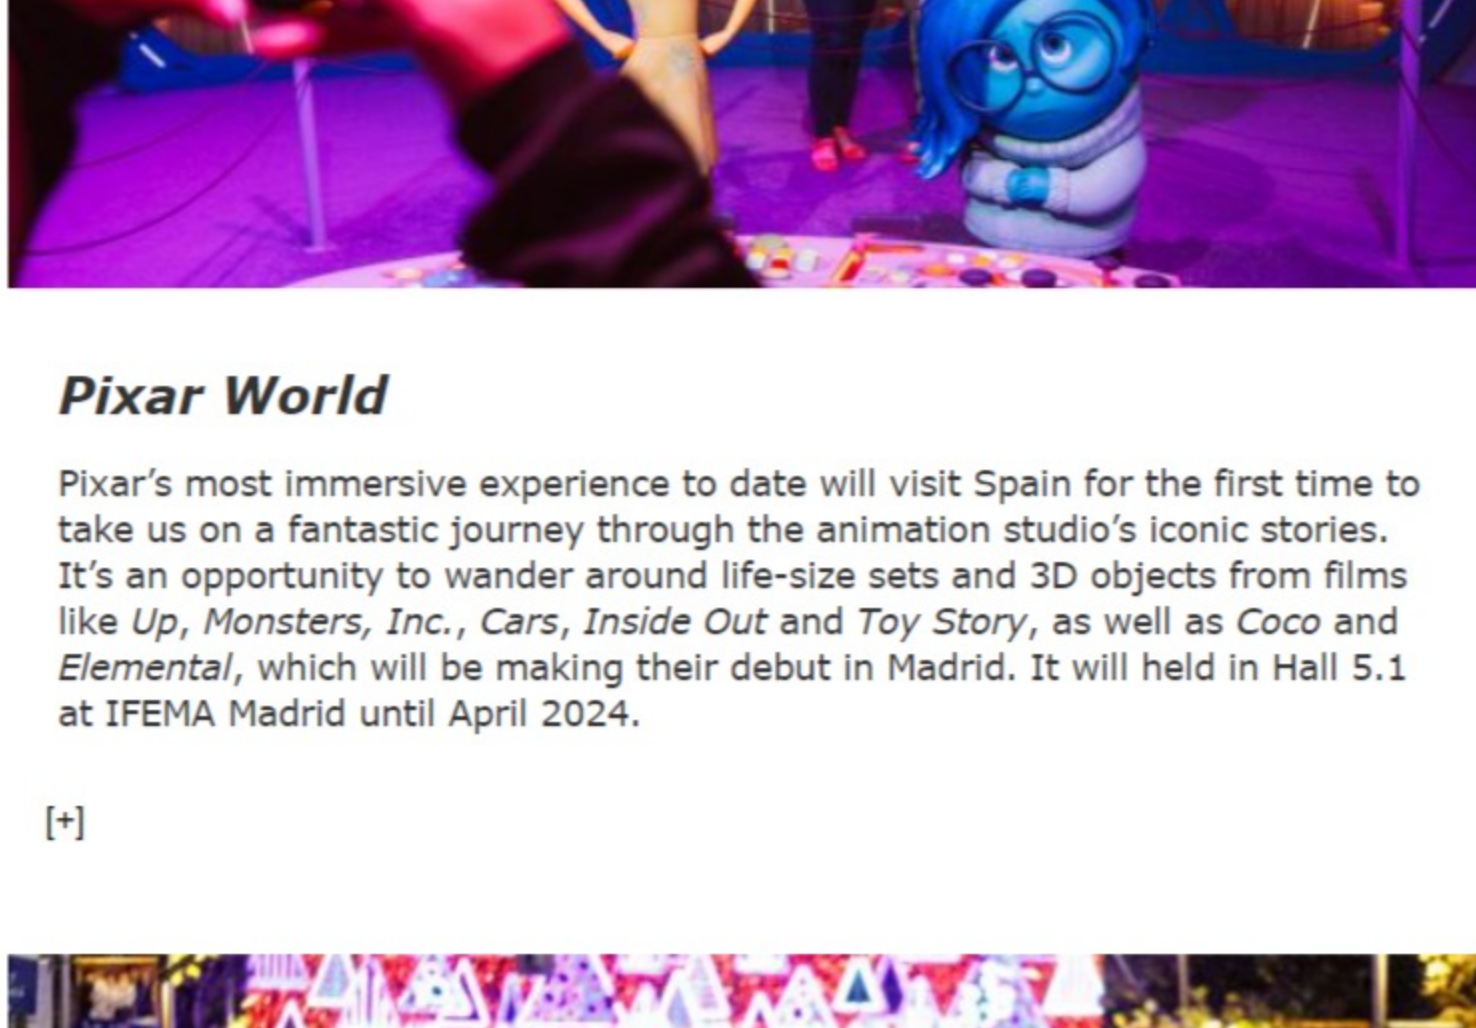 Pixar World
Pixar’s most immersive experience to date will visit Spain for the first time to
take us on a fantastic journey through the animation studio’s iconic stories.
It’s an opportunity to wander around life-size sets and 3D objects from films
like Up, Monsters, Inc., Cars, Inside Out and Toy Story, as well as Coco and
Elemental, which will be making their debut in Madrid. It will held in Hall 5.1
at IFEMA Madrid until April 2024.
[+]